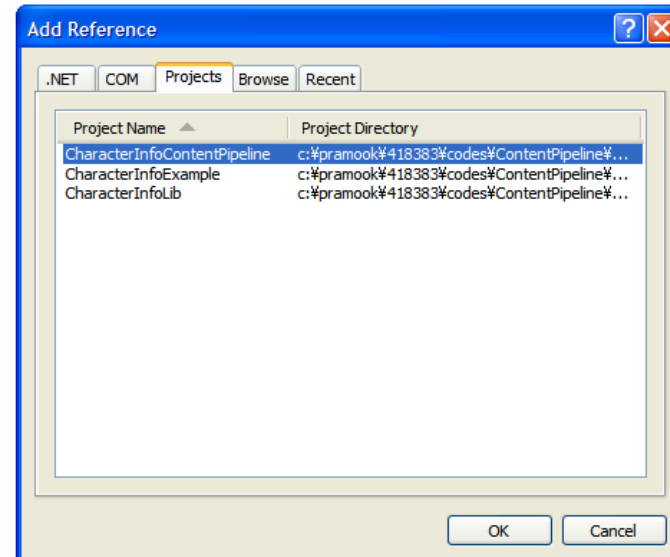 Add Reference
.NET COM Projects Browse Recent
Project Name Project Directory
CharacterInfoContentPipeline c:¥pramook¥418383¥codes¥ContentPipeline¥...
CharacterInfoExample c:¥pramook¥418383¥codes¥ContentPipeline¥...
CharacterInfoLib c:¥pramook¥418383¥codes¥ContentPipeline¥...
OK Cancel